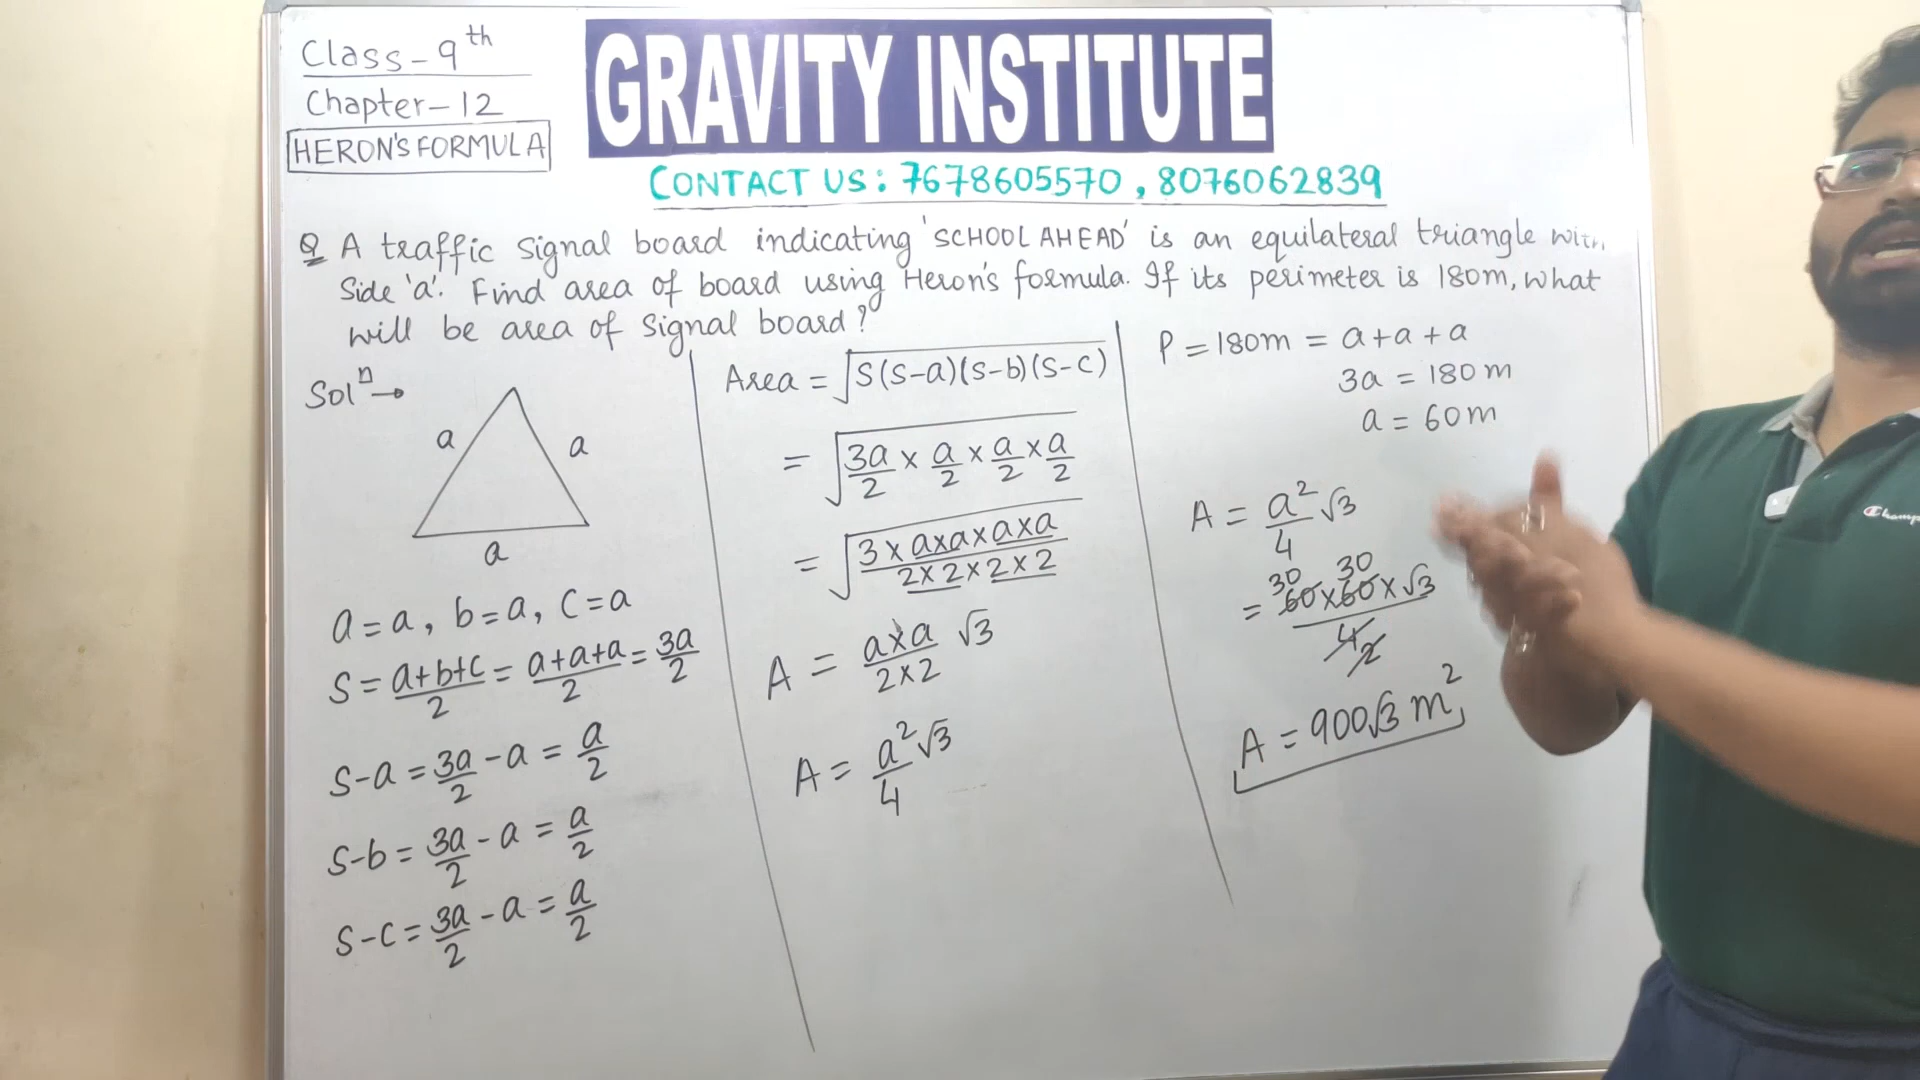 Class-9th
Chapter-12
HERON'S FORMULA
GRAVITY INSTITUTE
CONTACT US: 7678605570, 8076062839
Q A traffic signal board indicating 'SCHOOL AHEAD' is an equilateral triangle with
Side 'a'. Find area of board using Heron's formula. If its perimeter is 180m, what
will be area of signal board?
Solⁿ→
a
a
a
a=a, b=a, c=a
S = a+b+c/2 = a+a+a/2 = 3a/2
S-a = 3a/2 - a = a/2
S-b = 3a/2 - a = a/2
S-c = 3a/2 - a = a/2
Area = √S(S-a)(S-b)(S-c)
= √3a/2 × a/2 × a/2 × a/2
= √3×a×a×a×a/2×2×2×2
A = a×a/2×2 √3
A = a²/4 √3
P = 180m = a+a+a
3a = 180m
a = 60m
A = a²/4 √3
30 30
= 60×60×√3/4
2
A = 900√3 m²
Champ